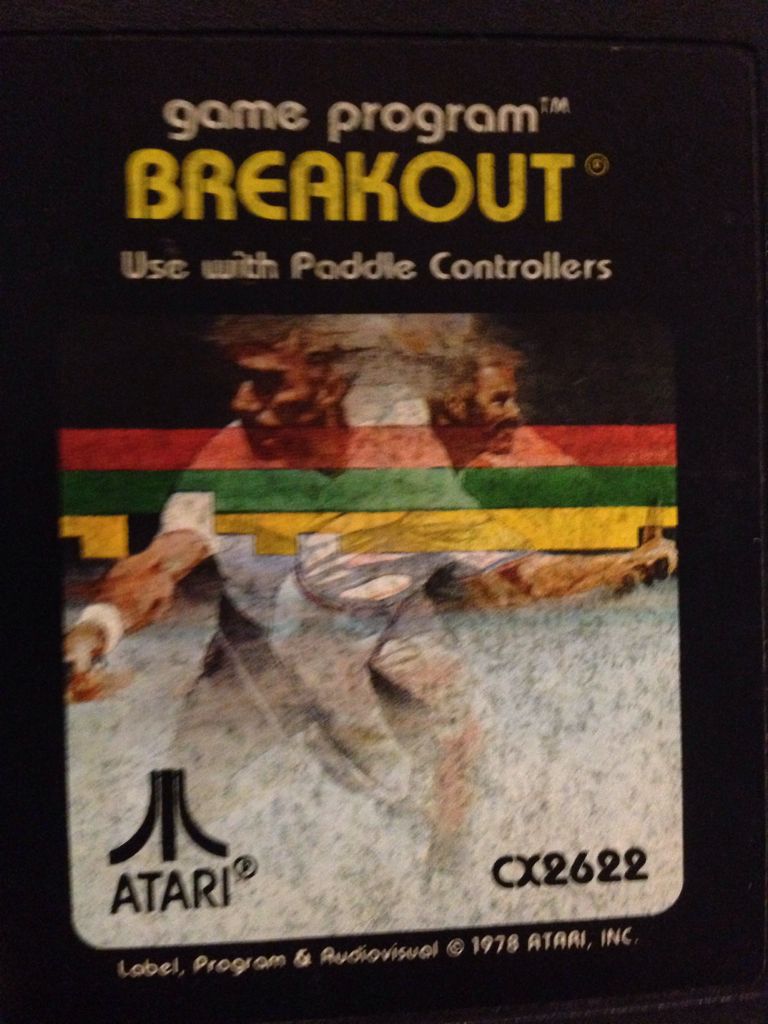 game program™
BREAKOUT®
Use with Paddle Controllers
ATARI®
CX2622
Label, Program & Audiovisual © 1978 ATARI, INC.